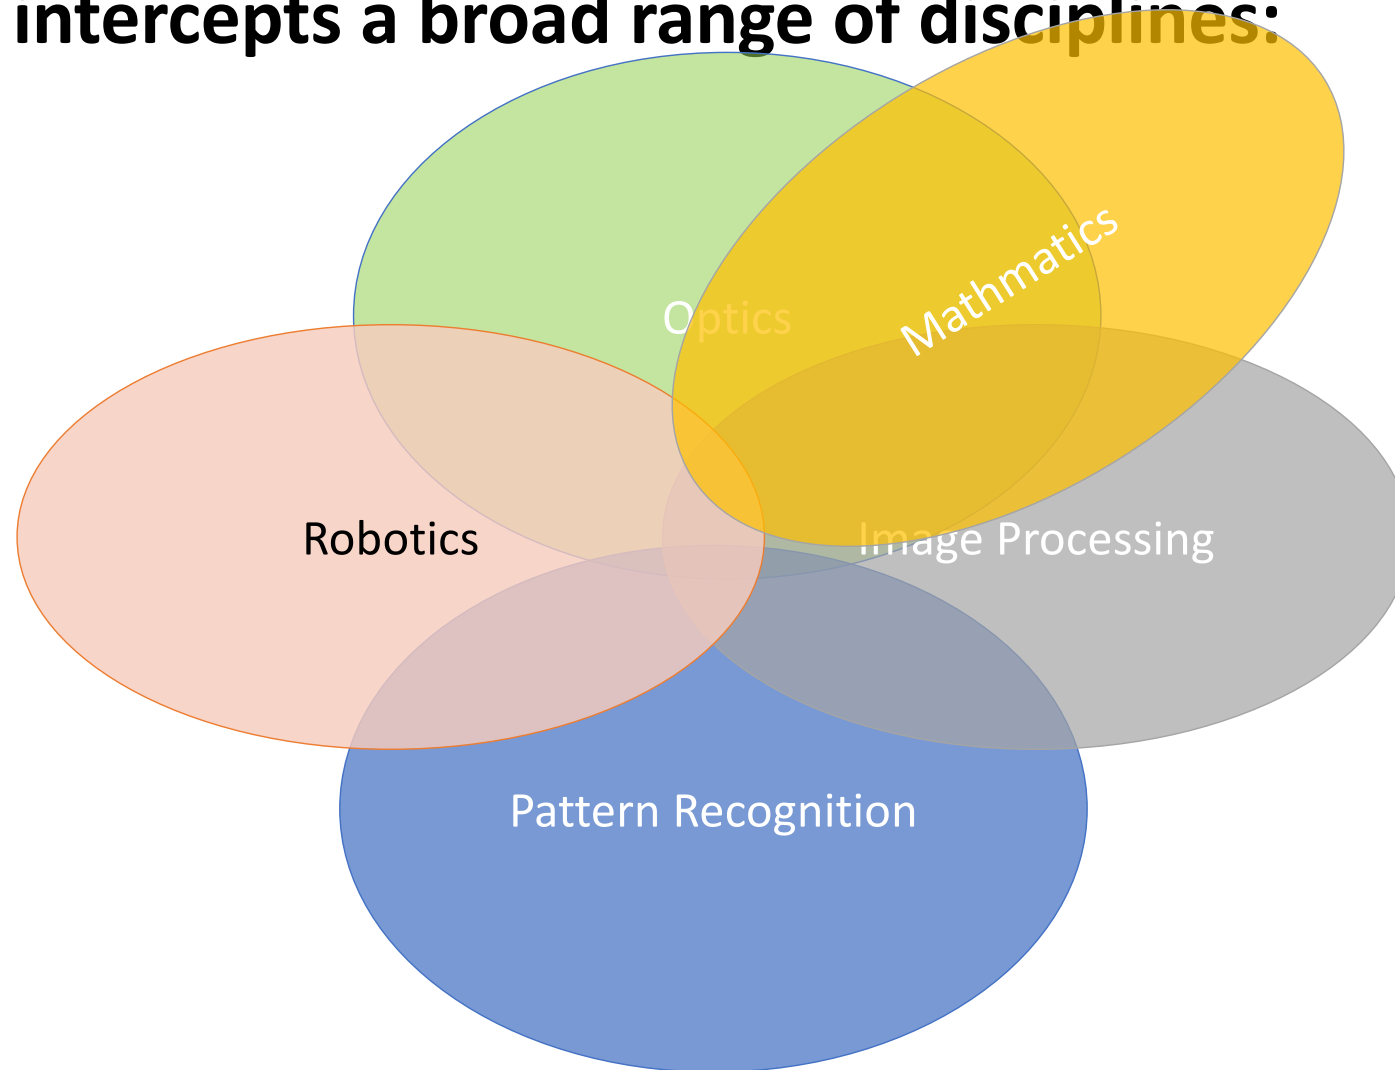 intercepts a broad range of disciplines:
Mathmatics
Optics
Robotics
Image Processing
Pattern Recognition